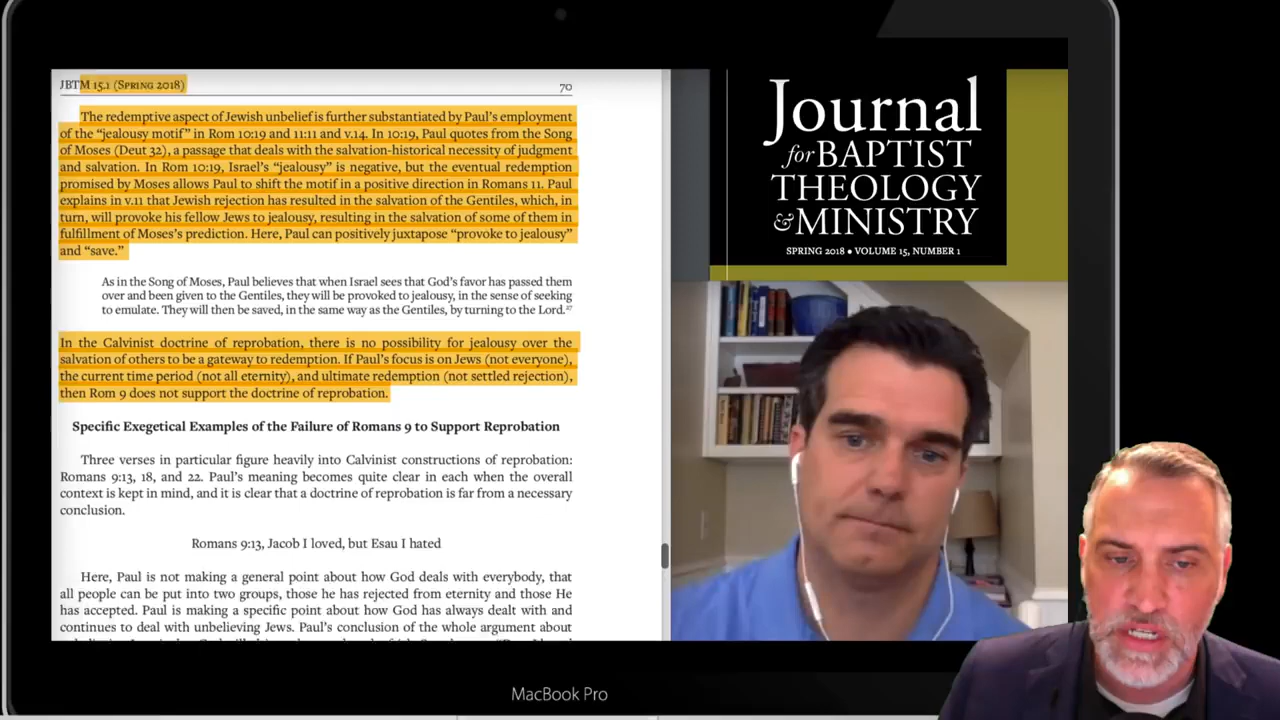 JBTM 15.1 (Spring 2018) 70
The redemptive aspect of Jewish unbelief is further substantiated by Paul's employment
of the “jealousy motif” in Rom 10:19 and 11:11 and v.14. In 10:19, Paul quotes from the Song
of Moses (Deut 32), a passage that deals with the salvation-historical necessity of judgment
and salvation. In Rom 10:19, Israel's “jealousy” is negative, but the eventual redemption
promised by Moses allows Paul to shift the motif in a positive direction in Romans 11. Paul
explains in v.11 that Jewish rejection has resulted in the salvation of the Gentiles, which, in
turn, will provoke his fellow Jews to jealousy, resulting in the salvation of some of them in
fulfillment of Moses's prediction. Here, Paul can positively juxtapose “provoke to jealousy”
and “save.”
As in the Song of Moses, Paul believes that when Israel sees that God's favor has passed them
over and been given to the Gentiles, they will be provoked to jealousy, in the sense of seeking
to emulate. They will then be saved, in the same way as the Gentiles, by turning to the Lord.27
In the Calvinist doctrine of reprobation, there is no possibility for jealousy over the
salvation of others to be a gateway to redemption. If Paul's focus is on Jews (not everyone),
the current time period (not all eternity), and ultimate redemption (not settled rejection),
then Rom 9 does not support the doctrine of reprobation.
Specific Exegetical Examples of the Failure of Romans 9 to Support Reprobation
Three verses in particular figure heavily into Calvinist constructions of reprobation:
Romans 9:13, 18, and 22. Paul's meaning becomes quite clear in each when the overall
context is kept in mind, and it is clear that a doctrine of reprobation is far from a necessary
conclusion.
Romans 9:13, Jacob I loved, but Esau I hated
Here, Paul is not making a general point about how God deals with everybody, that
all people can be put into two groups, those he has rejected from eternity and those He
has accepted. Paul is making a specific point about how God has always dealt with and
continues to deal with unbelieving Jews. Paul's conclusion of the whole argument about
Journal
for BAPTIST
THEOLOGY
& MINISTRY
SPRING 2018 • VOLUME 15, NUMBER 1
MacBook Pro